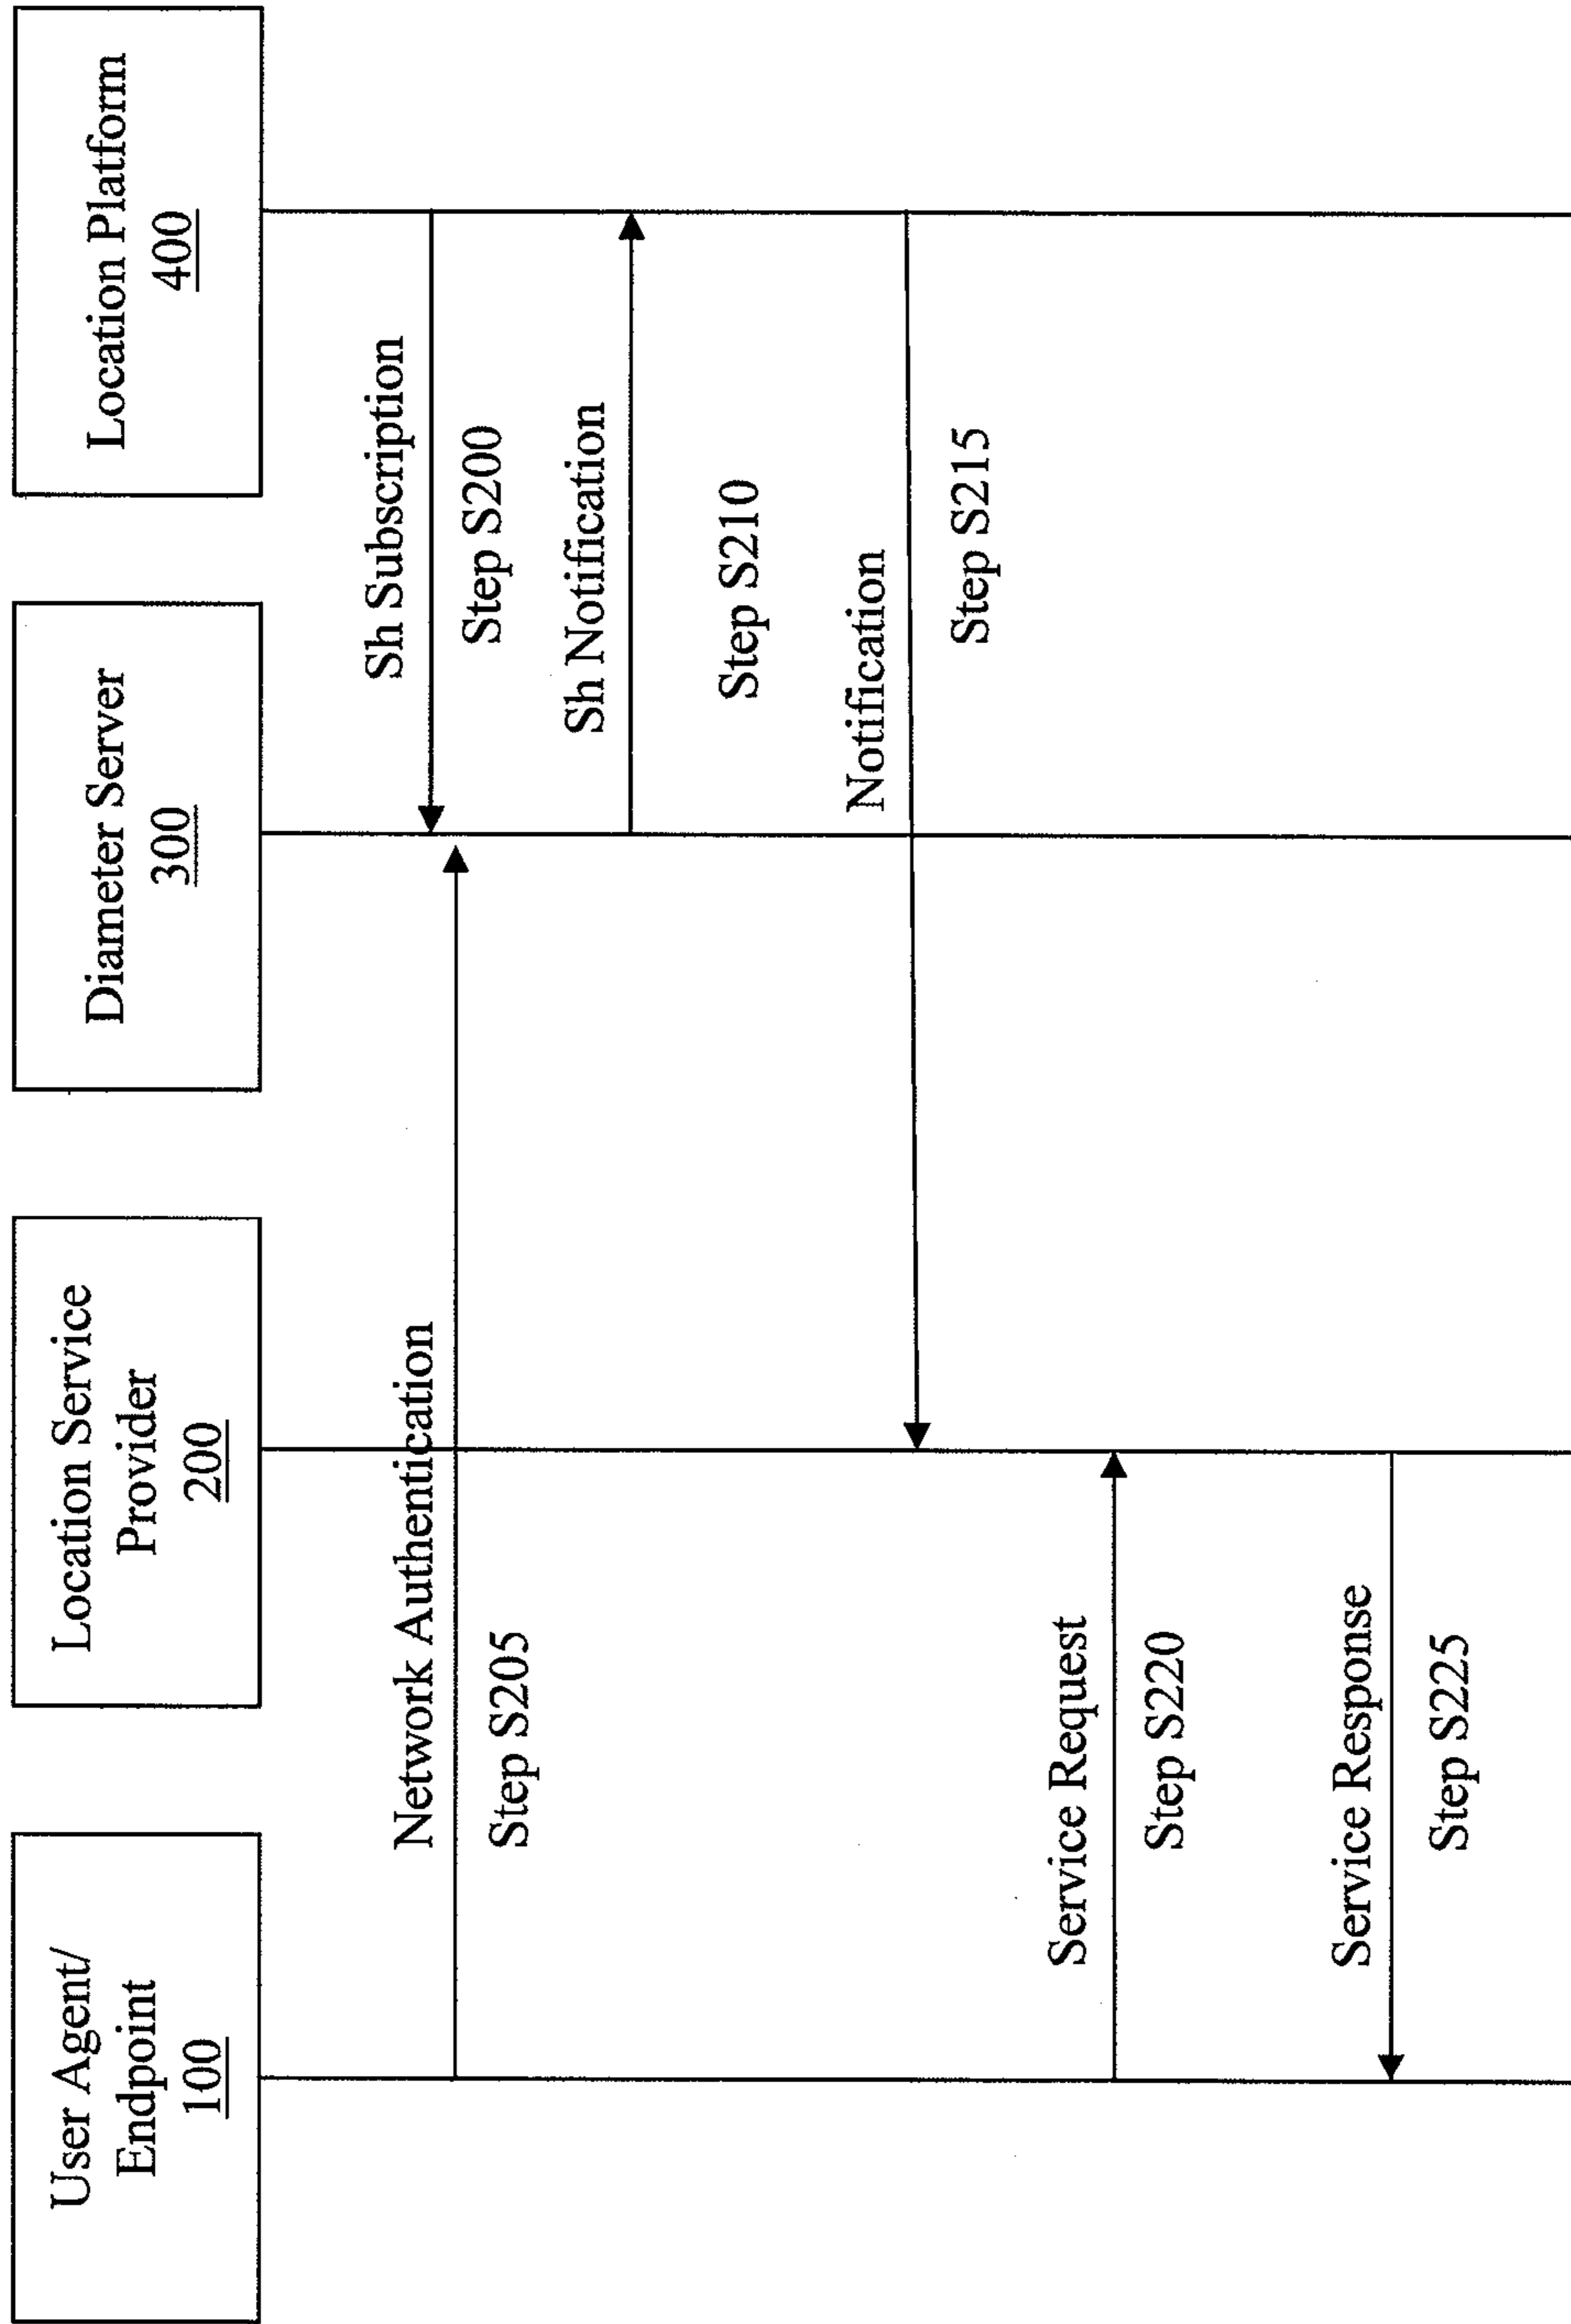 User Agent/
Endpoint
100
Location Service
Provider
200
Diameter Server
300
Location Platform
400
Sh Subscription
Step S200
Network Authentication
Step S205
Sh Notification
Step S210
Notification
Step S215
Service Request
Step S220
Service Response
Step S225